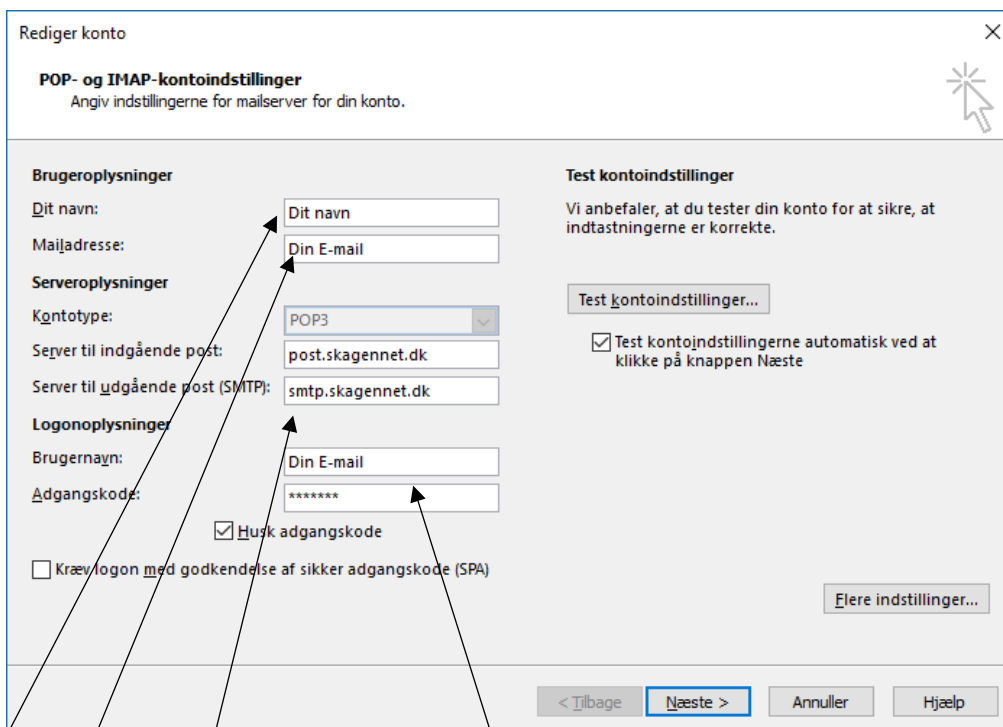 Rediger konto
POP- og IMAP-kontoindstillinger
Angiv indstillingerne for mailserver for din konto.
Brugeroplysninger
Dit navn:
Dit navn
Mailadresse:
Din E-mail
Serveroplysninger
Kontotype:
POP3
Server til indgående post:
post.skagennet.dk
Server til udgående post (SMTP):
smtp.skagennet.dk
Logonoplysninger
Brugernavn:
Din E-mail
Adgangskode:
*******
Husk adgangskode
Kræv logon med godkendelse af sikker adgangskode (SPA)
Test kontoindstillinger
Vi anbefaler, at du tester din konto for at sikre, at
indtastningerne er korrekte.
Test kontoindstillinger...
Test kontoindstillingerne automatisk ved at
klikke på knappen Næste
Flere indstillinger...
< Tilbage
Næste >
Annuller
Hjælp